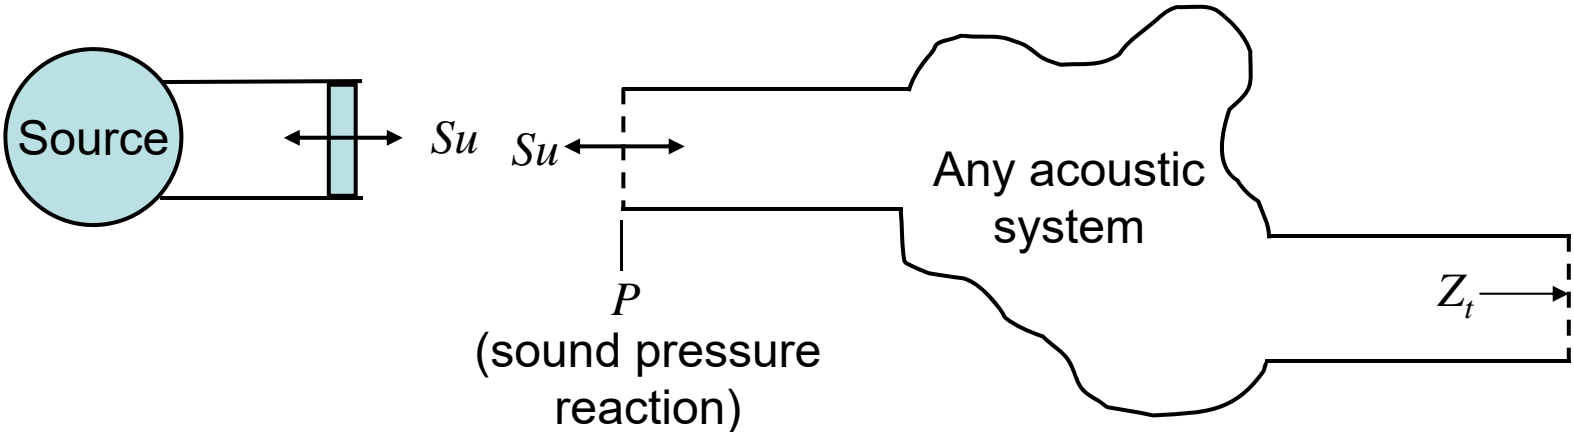 Source
Su
Su
Any acoustic
system
P
(sound pressure
reaction)
Z_t